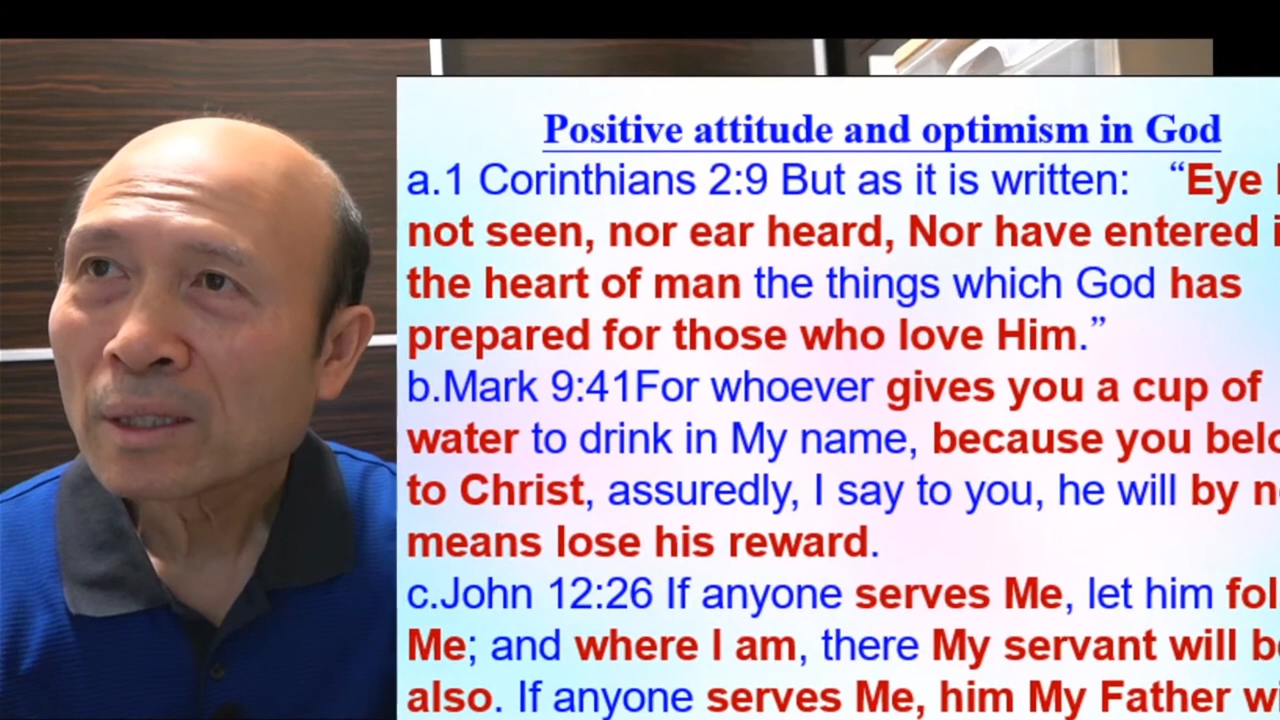 Positive attitude and optimism in God
a.1 Corinthians 2:9 But as it is written: “Eye
not seen, nor ear heard, Nor have entered
the heart of man the things which God has
prepared for those who love Him.”
b.Mark 9:41For whoever gives you a cup of
water to drink in My name, because you
to Christ, assuredly, I say to you, he will by
means lose his reward.
c.John 12:26 If anyone serves Me, let him
Me; and where I am, there My servant will
also. If anyone serves Me, him My Father